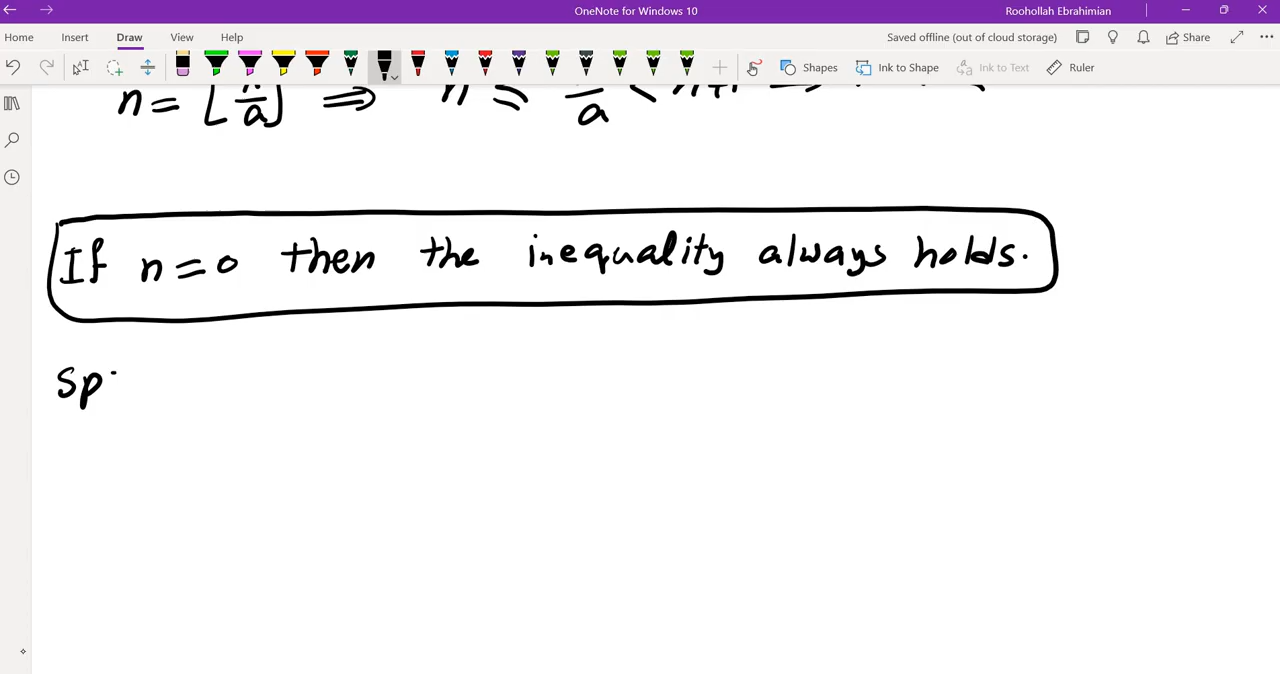 OneNote for Windows 10
Roohollah Ebrahimian
Home Insert Draw View Help
Saved offline (out of cloud storage)
Share
Shapes
Ink to Shape
Ink to Text
Ruler
n = ⌊ /a⌋ ⇒ n ≤ /a < n+1 ⇒
If n=0 then the inequality always holds.
Sp